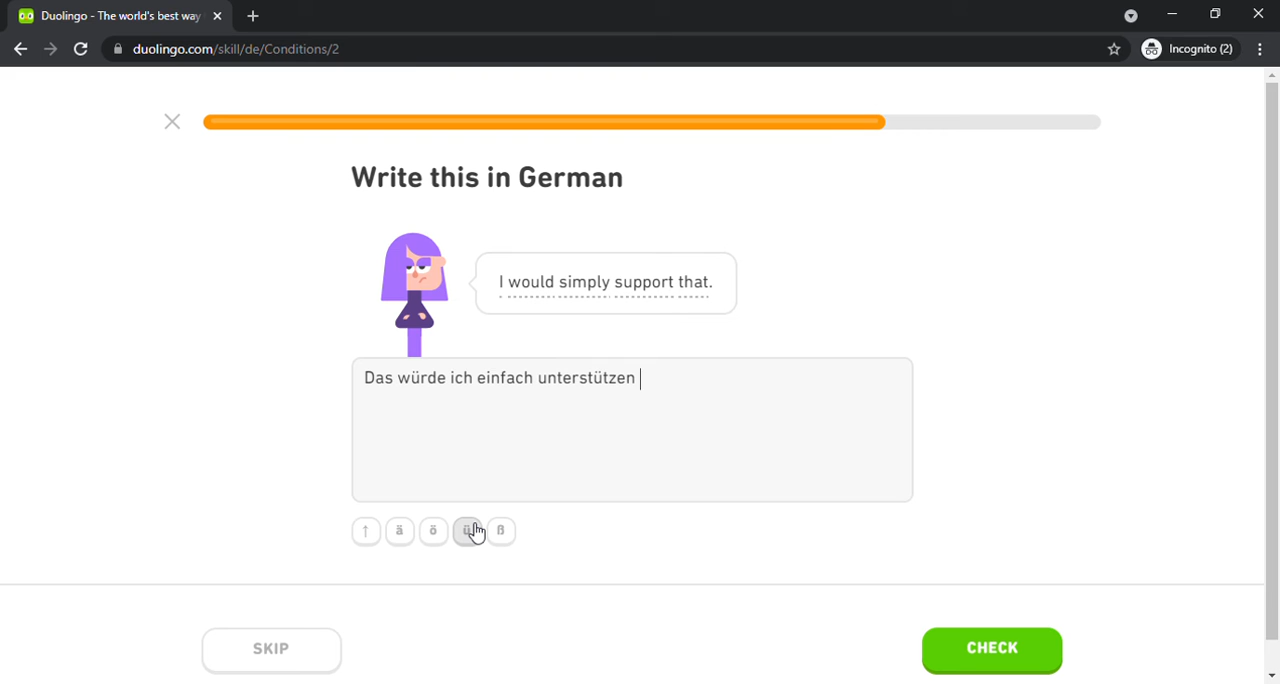 Duolingo - The world's best way
duolingo.com/skill/de/Conditions/2
Incognito (2)
Write this in German
I would simply support that.
Das würde ich einfach unterstützen
↑ ä ö ü ß
SKIP
CHECK